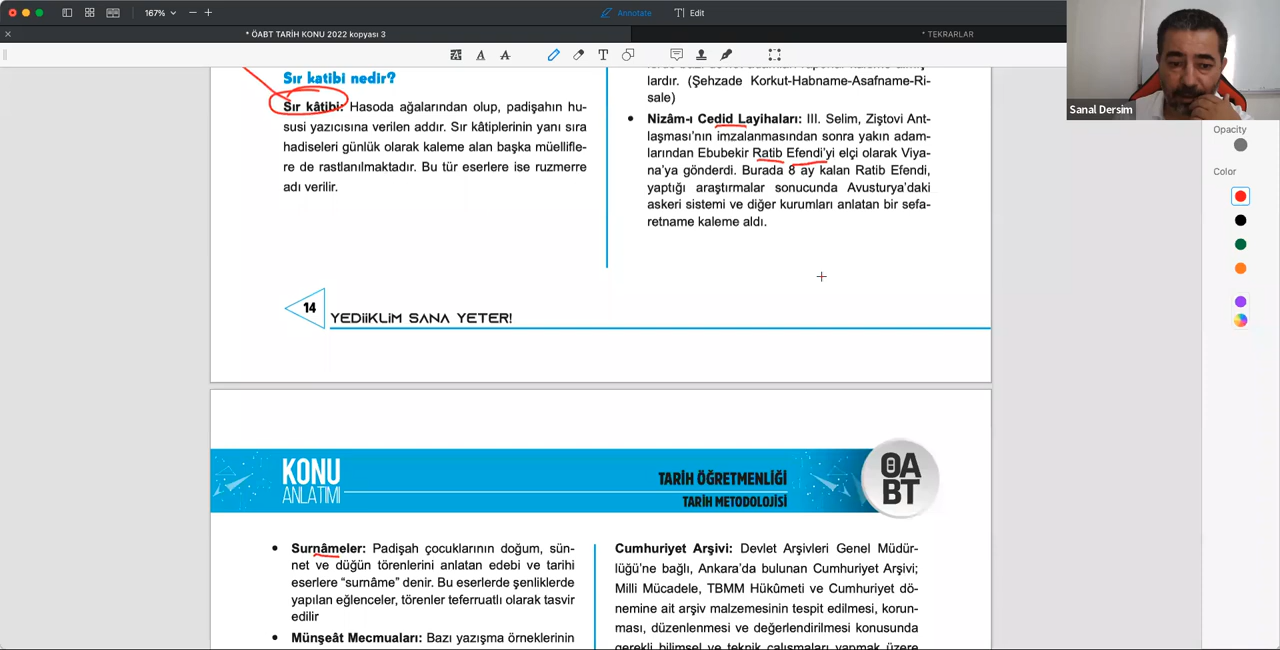 167%
Annotate
Edit
* ÖABT TARİH KONU 2022 kopyası 3
* TEKRARLAR
Sanal Dersim
Opacity
Color
Sır katibi nedir?
Sır kâtibi: Hasoda ağalarından olup, padişahın hu-
susi yazıcısına verilen addır. Sır kâtiplerinin yanı sıra
hadiseleri günlük olarak kaleme alan başka müellifle-
re de rastlanılmaktadır. Bu tür eserlere ise ruzmerre
adı verilir.
lardır. (Şehzade Korkut-Habname-Asafname-Ri-
sale)
• Nizâm-ı Cedid Layihaları: III. Selim, Ziştovi Ant-
laşması'nın imzalanmasından sonra yakın adam-
larından Ebubekir Ratib Efendi'yi elçi olarak Viya-
na'ya gönderdi. Burada 8 ay kalan Ratib Efendi,
yaptığı araştırmalar sonucunda Avusturya'daki
askeri sistemi ve diğer kurumları anlatan bir sefa-
retname kaleme aldı.
14
YEDİİKLİM SANA YETER!
KONU
ANLATIMI
TARİH ÖĞRETMENLİĞİ
TARİH METODOLOJİSİ
ÖA
BT
• Surnâmeler: Padişah çocuklarının doğum, sün-
net ve düğün törenlerini anlatan edebi ve tarihi
eserlere "surnâme" denir. Bu eserlerde şenliklerde
yapılan eğlenceler, törenler teferruatlı olarak tasvir
edilir
• Münşeât Mecmuaları: Bazı yazışma örneklerinin
Cumhuriyet Arşivi: Devlet Arşivleri Genel Müdür-
lüğü'ne bağlı, Ankara'da bulunan Cumhuriyet Arşivi;
Milli Mücadele, TBMM Hükûmeti ve Cumhuriyet dö-
nemine ait arşiv malzemesinin tespit edilmesi, korun-
ması, düzenlenmesi ve değerlendirilmesi konusunda
gerekli bilimsel ve teknik çalışmaları yapmak üzere